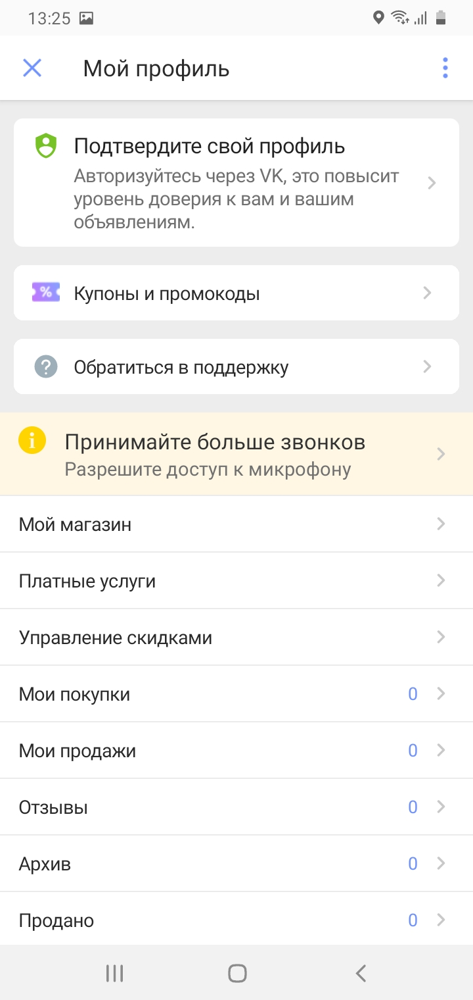 13:25
Мой профиль
Подтвердите свой профиль
Авторизуйтесь через VK, это повысит
уровень доверия к вам и вашим
объявлениям.
% Купоны и промокоды
? Обратиться в поддержку
i Принимайте больше звонков
Разрешите доступ к микрофону
Мой магазин
Платные услуги
Управление скидками
Мои покупки 0
Мои продажи 0
Отзывы 0
Архив 0
Продано 0